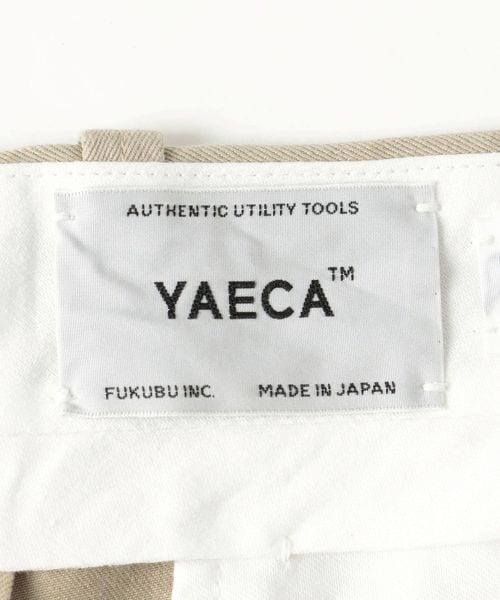 AUTHENTIC UTILITY TOOLS
YAECA™
FUKUBU INC. MADE IN JAPAN